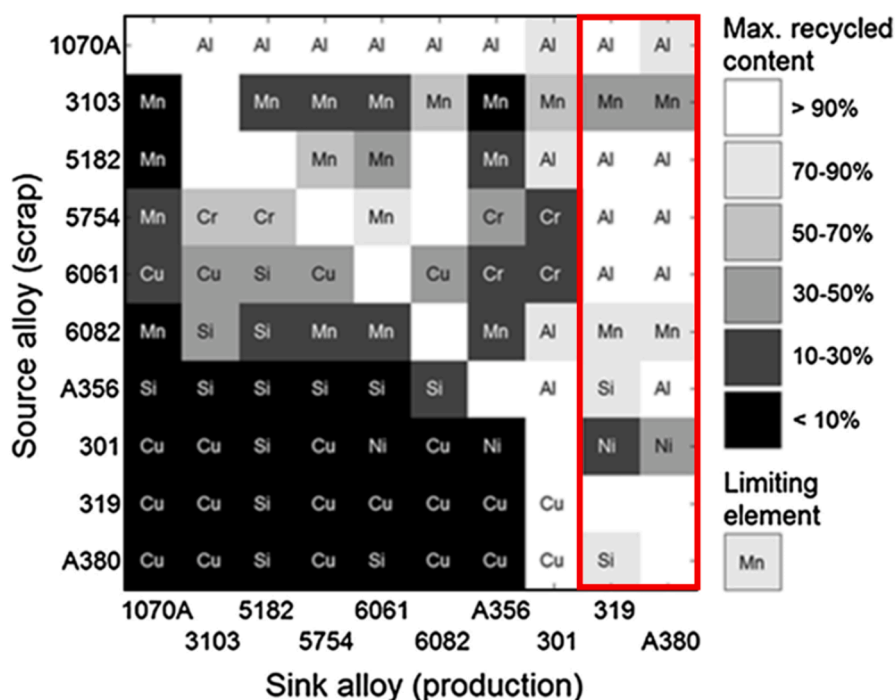 Max. recycled
content
> 90%
70-90%
50-70%
30-50%
10-30%
< 10%
Limiting
element
Mn
Source alloy (scrap)
1070A Al Al Al Al Al Al Al Al Al
3103 Mn Mn Mn Mn Mn Mn Mn Mn Mn
5182 Mn Mn Mn Mn Al Al Al
5754 Mn Cr Cr Mn Cr Cr Al Al
6061 Cu Cu Si Cu Cu Cr Cr Al Al
6082 Mn Si Si Mn Mn Mn Al Mn Mn
A356 Si Si Si Si Si Si Al Si Al
301 Cu Cu Si Cu Ni Cu Ni Ni Ni
319 Cu Cu Si Cu Cu Cu Cu Cu
A380 Cu Cu Si Cu Si Cu Cu Cu Si
1070A 5182 6061 A356 319
3103 5754 6082 301 A380
Sink alloy (production)